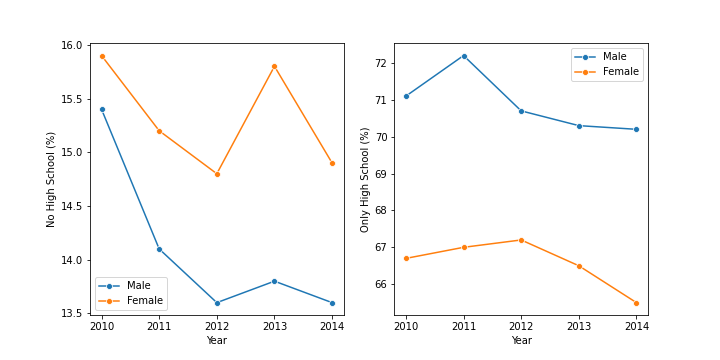 16.0
15.5
15.0
14.5
14.0
13.5
No High School (%)
2010 2011 2012 2013 2014
Year
Male
Female
72
71
70
69
68
67
66
Only High School (%)
2010 2011 2012 2013 2014
Year
Male
Female